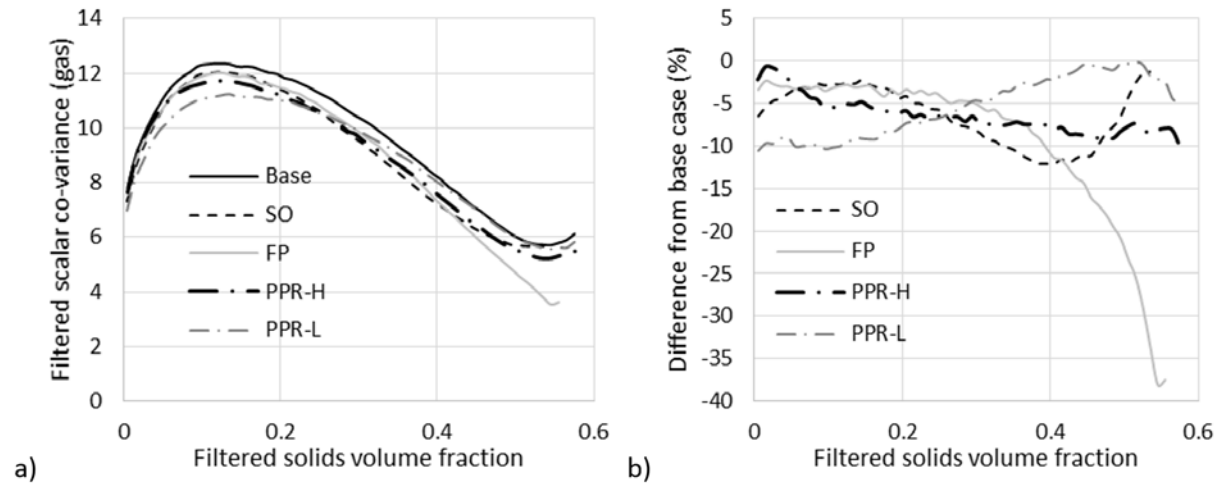 Filtered scalar co-variance (gas)
14
12
10
8
6
4
2
0
Base
SO
FP
PPR-H
PPR-L
0
0.2
0.4
0.6
Filtered solids volume fraction
a)
Difference from base case (%)
5
0
-5
-10
-15
-20
-25
-30
-35
-40
SO
FP
PPR-H
PPR-L
0
0.2
0.4
0.6
Filtered solids volume fraction
b)